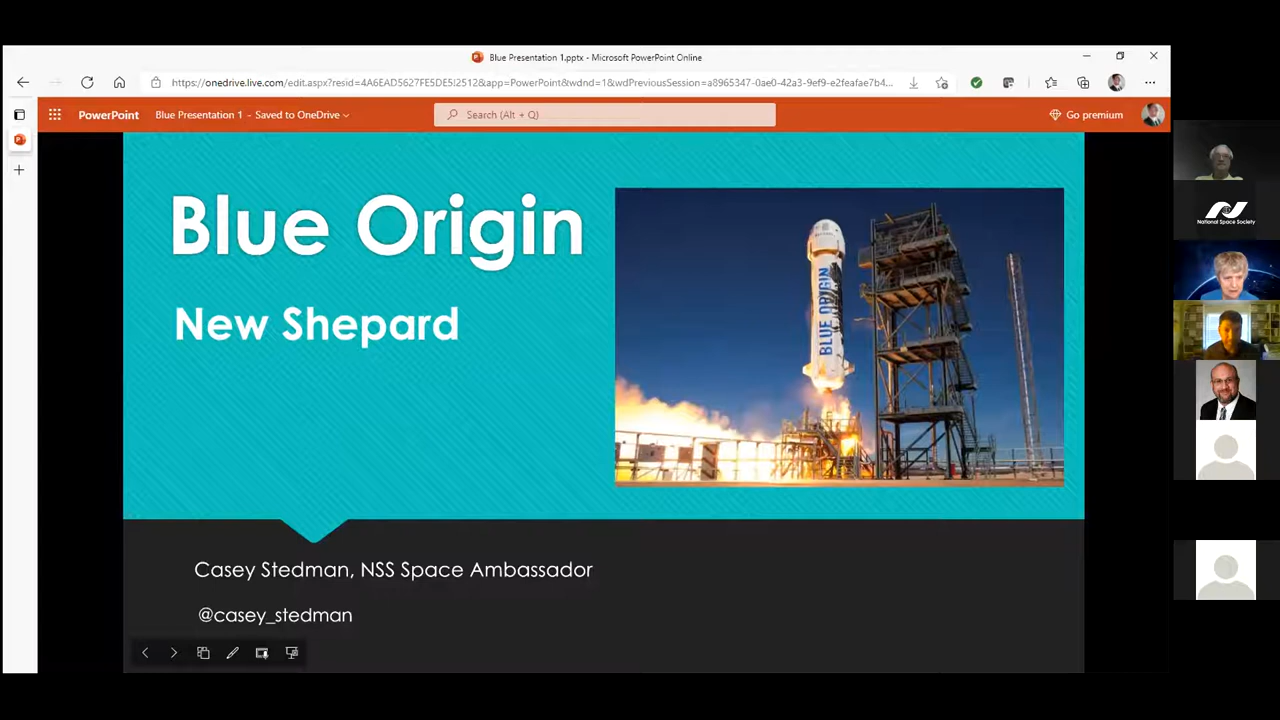 Blue Presentation 1.pptx - Microsoft PowerPoint Online
https://onedrive.live.com/edit.aspx?resid=4A6EAD5627FE5DE5!2512&app=PowerPoint&wdnd=1&wdPreviousSession=a8965347-0ae0-42a3-9ef9-e2feafae7b4...
PowerPoint
Blue Presentation 1 – Saved to OneDrive
Search (Alt + Q)
Go premium
Blue Origin
New Shepard
BLUE ORIGIN
National Space Society
Casey Stedman, NSS Space Ambassador
@casey_stedman